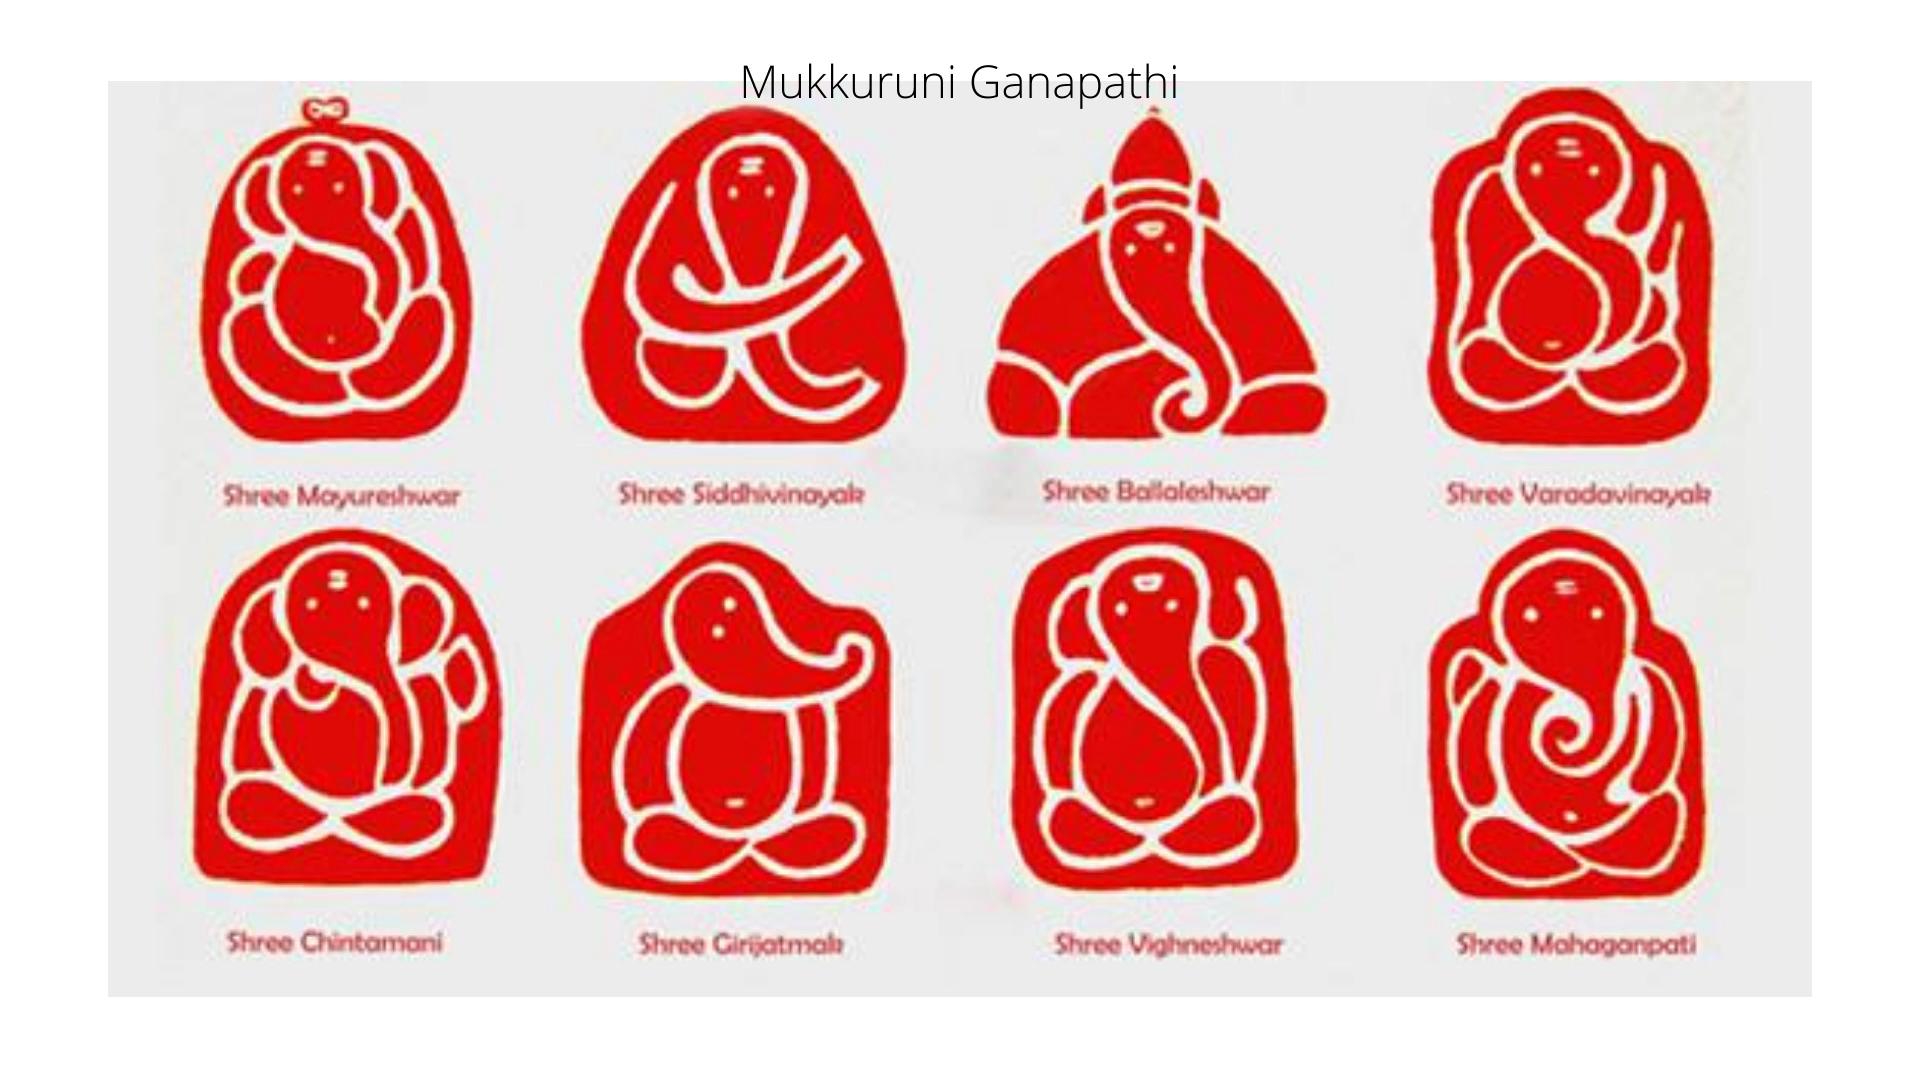 Mukkuruni Ganapathi
Shree Mayureshwar
Shree Siddhivinayak
Shree Ballaleshwar
Shree Varadavinayak
Shree Chintamani
Shree Girijatmak
Shree Vighneshwar
Shree Mahaganpati